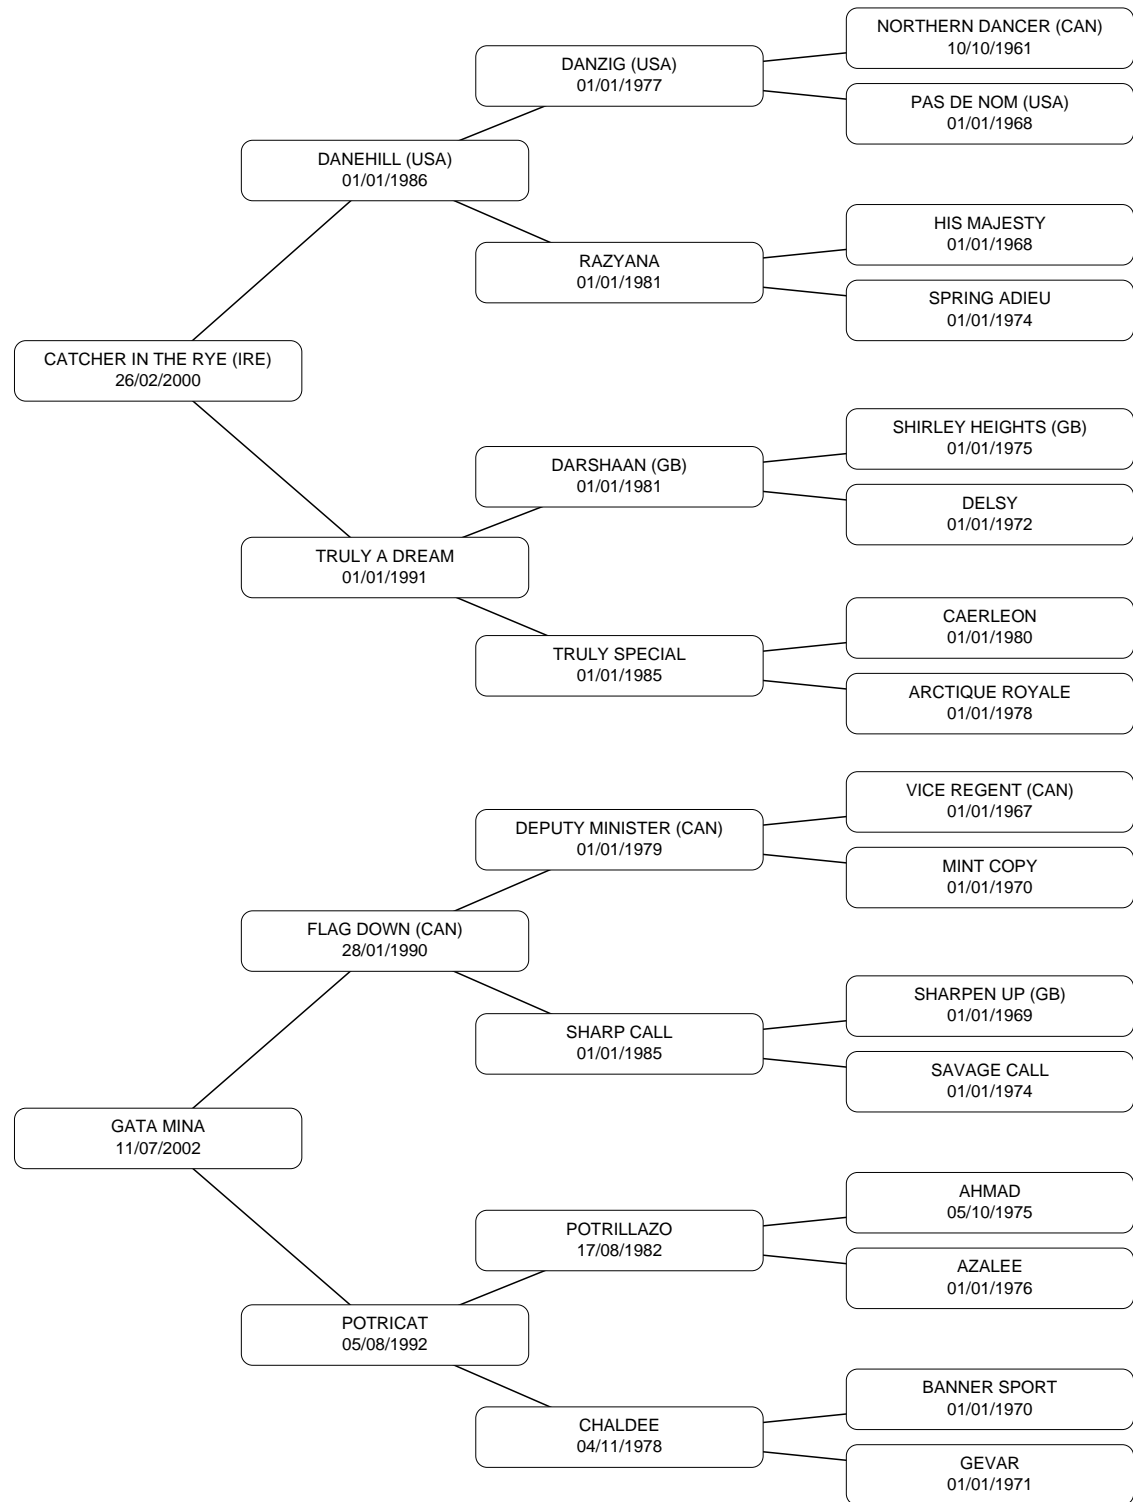 NORTHERN DANCER (CAN)
10/10/1961
DANZIG (USA)
01/01/1977
PAS DE NOM (USA)
01/01/1968
DANEHILL (USA)
01/01/1986
HIS MAJESTY
01/01/1968
RAZYANA
01/01/1981
SPRING ADIEU
01/01/1974
CATCHER IN THE RYE (IRE)
26/02/2000
SHIRLEY HEIGHTS (GB)
01/01/1975
DARSHAAN (GB)
01/01/1981
DELSY
01/01/1972
TRULY A DREAM
01/01/1991
CAERLEON
01/01/1980
TRULY SPECIAL
01/01/1985
ARCTIQUE ROYALE
01/01/1978
VICE REGENT (CAN)
01/01/1967
DEPUTY MINISTER (CAN)
01/01/1979
MINT COPY
01/01/1970
FLAG DOWN (CAN)
28/01/1990
SHARPEN UP (GB)
01/01/1969
SHARP CALL
01/01/1985
SAVAGE CALL
01/01/1974
GATA MINA
11/07/2002
AHMAD
05/10/1975
POTRILLAZO
17/08/1982
AZALEE
01/01/1976
POTRICAT
05/08/1992
BANNER SPORT
01/01/1970
CHALDEE
04/11/1978
GEVAR
01/01/1971